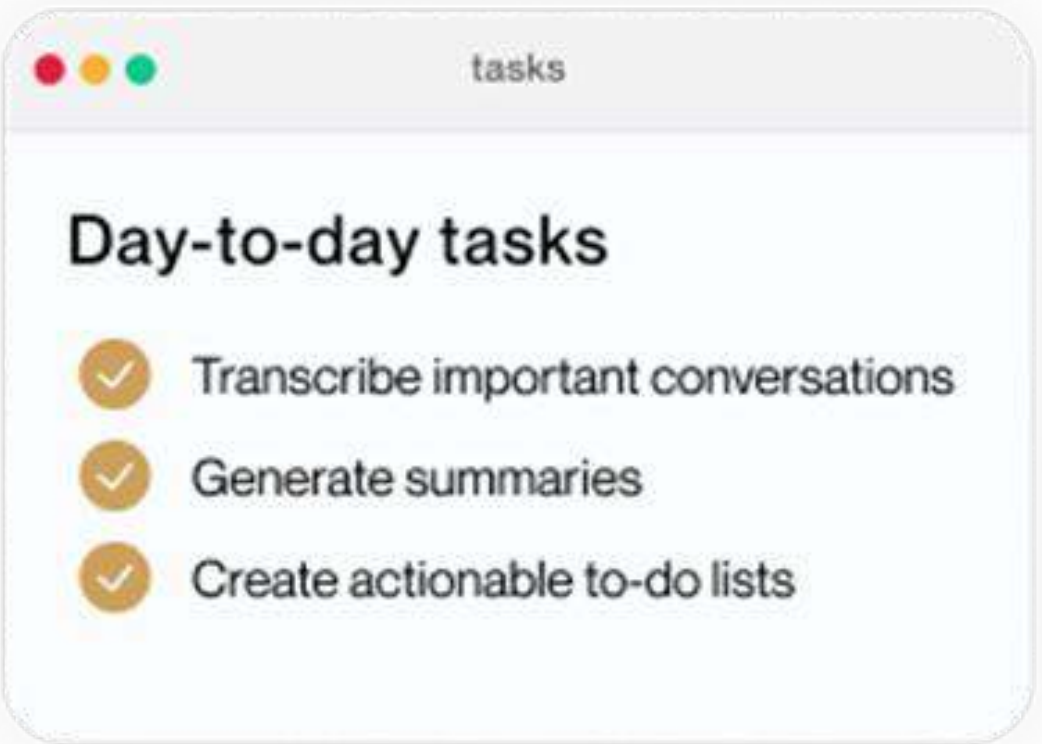 tasks
Day-to-day tasks
Transcribe important conversations
Generate summaries
Create actionable to-do lists